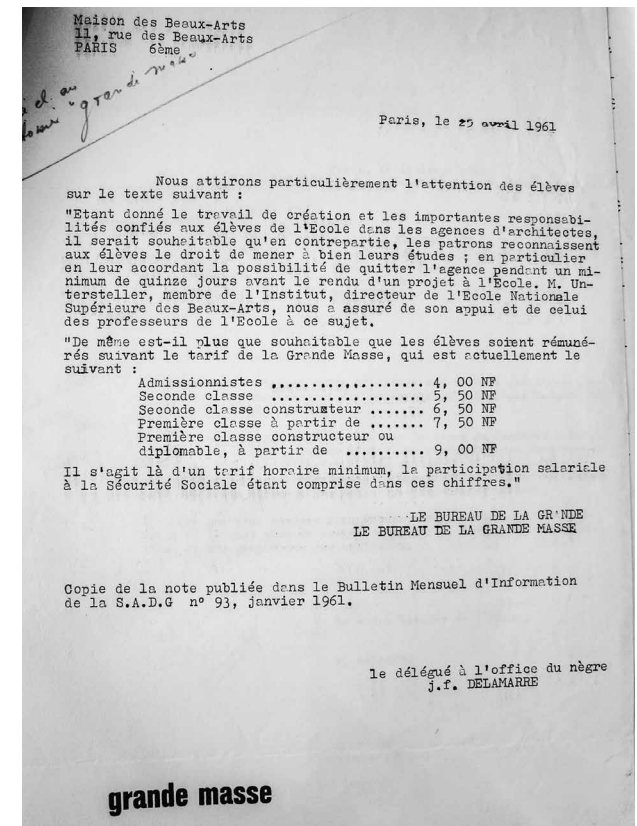 Maison des Beaux-Arts
11, rue des Beaux-Arts
PARIS 6ème
grande masse
Paris, le 25 avril 1961
Nous attirons particulièrement l'attention des élèves
sur le texte suivant :
"Etant donné le travail de création et les importantes responsabi-
lités confiés aux élèves de l'Ecole dans les agences d'architectes,
il serait souhaitable qu'en contrepartie, les patrons reconnaissent
aux élèves le droit de mener à bien leurs études ; en particulier
en leur accordant la possibilité de quitter l'agence pendant un mi-
nimum de quinze jours avant le rendu d'un projet à l'Ecole. M. Un-
tersteller, membre de l'Institut, directeur de l'Ecole Nationale
Supérieure des Beaux-Arts, nous a assuré de son appui et de celui
des professeurs de l'Ecole à ce sujet.
"De même est-il plus que souhaitable que les élèves soient rémuné-
rés suivant le tarif de la Grande Masse, qui est actuellement le
suivant :
Admissionnistes ................... 4, 00 NF
Seconde classe ................... 5, 50 NF
Seconde classe constructeur ....... 6, 50 NF
Première classe à partir de ....... 7, 50 NF
Première classe constructeur ou
diplomable, à partir de .......... 9, 00 NF
Il s'agit là d'un tarif horaire minimum, la participation salariale
à la Sécurité Sociale étant comprise dans ces chiffres."
LE BUREAU DE LA GRANDE
LE BUREAU DE LA GRANDE MASSE
Copie de la note publiée dans le Bulletin Mensuel d'Information
de la S.A.D.G n° 93, janvier 1961.
le délégué à l'office du nègre
j.f. DELAMARRE
grande masse